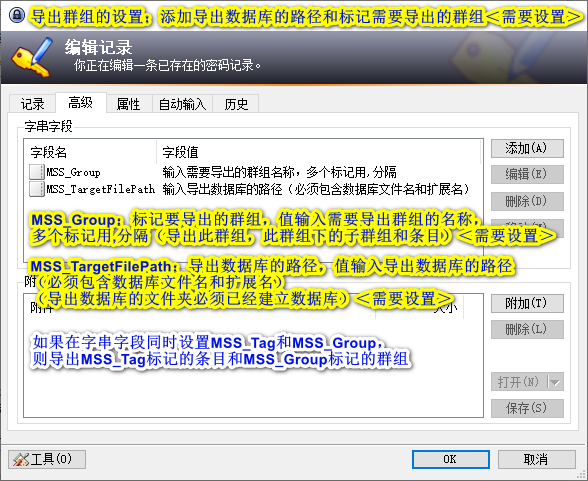 导出群组的设置；添加导出数据库的路径和标记需要导出的群组＜需要设置＞
编辑记录
你正在编辑一条已存在的密码记录。
记录 高级 属性 自动输入 历史
字串字段
字段名 字段值
MSS_Group 输入需要导出的群组名称，多个标记用,分隔
MSS_TargetFilePath 输入导出数据库的路径（必须包含数据库文件名和扩展名）
添加(A)
编辑(E)
删除(D)
MSS_Group；标记要导出的群组，值输入需要导出群组的名称，
多个标记用,分隔（导出此群组，此群组下的子群组和条目）＜需要设置＞
MSS_TargetFilePath；导出数据库的路径，值输入导出数据库的路径
（必须包含数据库文件名和扩展名）
（导出数据库的文件夹必须已经建立数据库）＜需要设置＞
大小
如果在字串字段同时设置MSS_Tag和MSS_Group，
则导出MSS_Tag标记的条目和MSS_Group标记的群组
附加(T)
删除(L)
打开(N)
保存(S)
工具(O)
OK
取消